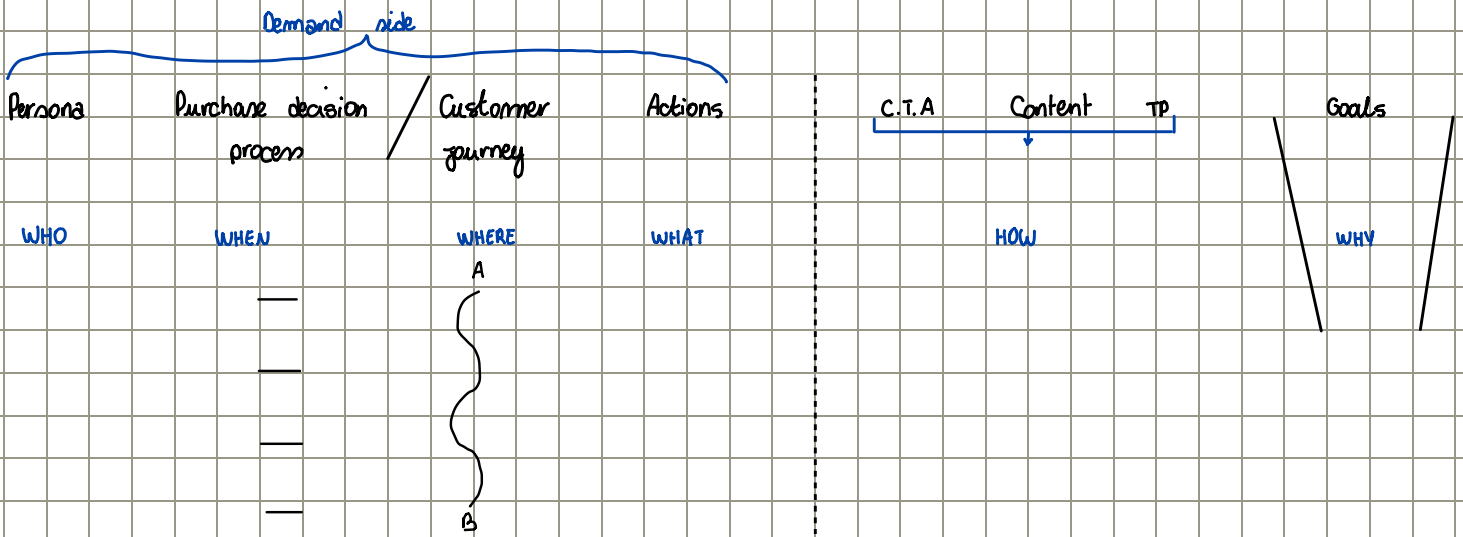 Demand side
Persona Purchase decision process / Customer journey Actions C.T.A Content TP Goals
WHO WHEN WHERE WHAT HOW WHY
A
B